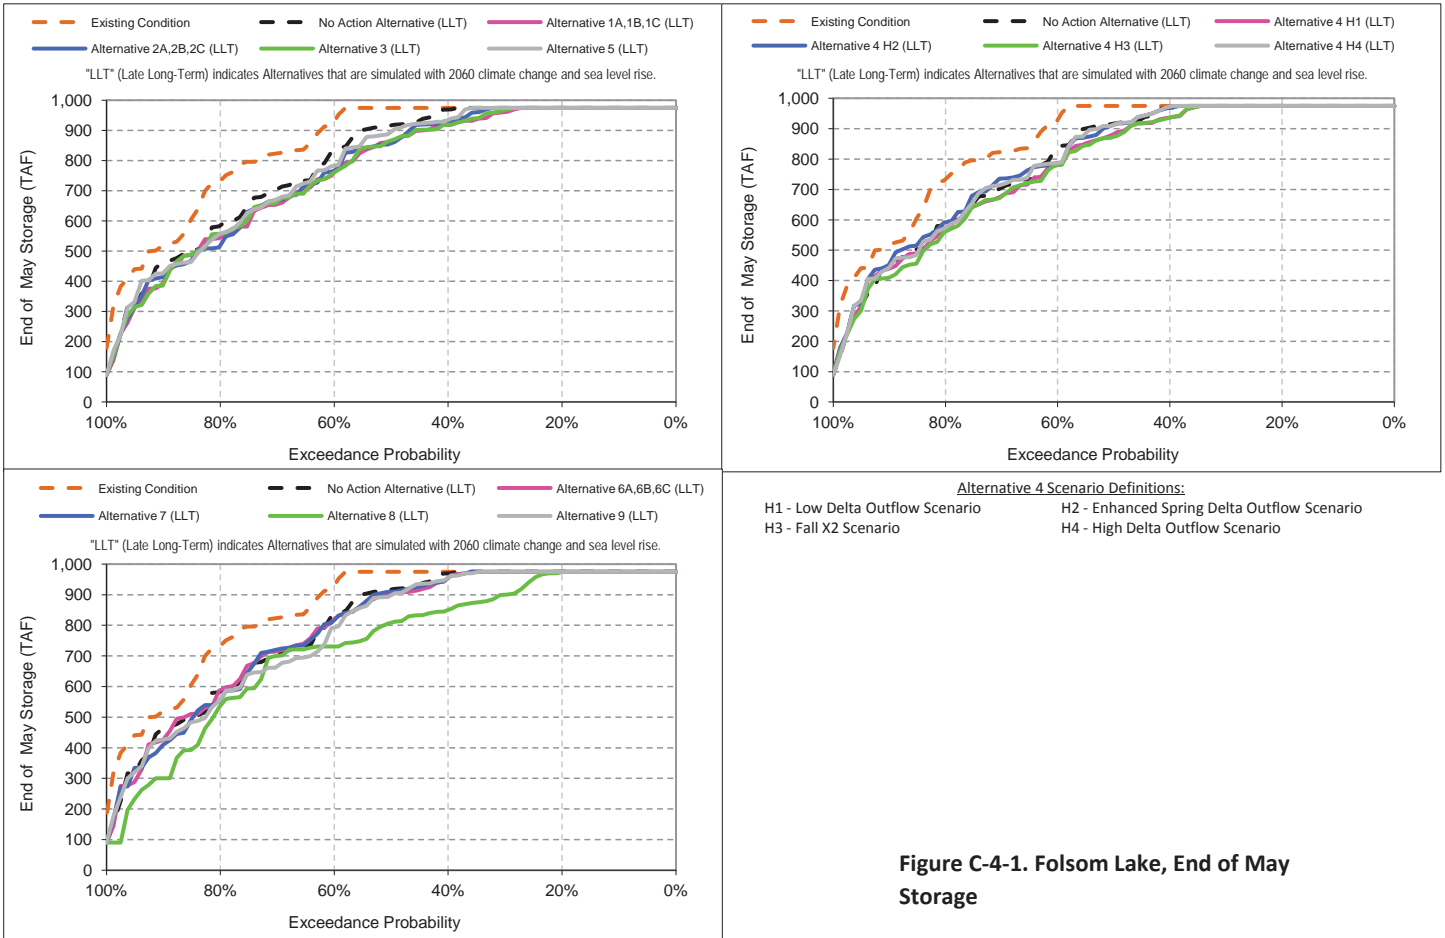 Existing Condition
No Action Alternative (LLT)
Alternative 1A,1B,1C (LLT)
Alternative 2A,2B,2C (LLT)
Alternative 3 (LLT)
Alternative 5 (LLT)
"LLT" (Late Long-Term) indicates Alternatives that are simulated with 2060 climate change and sea level rise.
End of May Storage (TAF)
1,000
900
800
700
600
500
400
300
200
100
0
100% 80% 60% 40% 20% 0%
Exceedance Probability
Existing Condition
No Action Alternative (LLT)
Alternative 4 H1 (LLT)
Alternative 4 H2 (LLT)
Alternative 4 H3 (LLT)
Alternative 4 H4 (LLT)
"LLT" (Late Long-Term) indicates Alternatives that are simulated with 2060 climate change and sea level rise.
End of May Storage (TAF)
1,000
900
800
700
600
500
400
300
200
100
0
100% 80% 60% 40% 20% 0%
Exceedance Probability
Existing Condition
No Action Alternative (LLT)
Alternative 6A,6B,6C (LLT)
Alternative 7 (LLT)
Alternative 8 (LLT)
Alternative 9 (LLT)
"LLT" (Late Long-Term) indicates Alternatives that are simulated with 2060 climate change and sea level rise.
End of May Storage (TAF)
1,000
900
800
700
600
500
400
300
200
100
0
100% 80% 60% 40% 20% 0%
Exceedance Probability
Alternative 4 Scenario Definitions:
H1 - Low Delta Outflow Scenario
H2 - Enhanced Spring Delta Outflow Scenario
H3 - Fall X2 Scenario
H4 - High Delta Outflow Scenario
Figure C-4-1. Folsom Lake, End of May
Storage